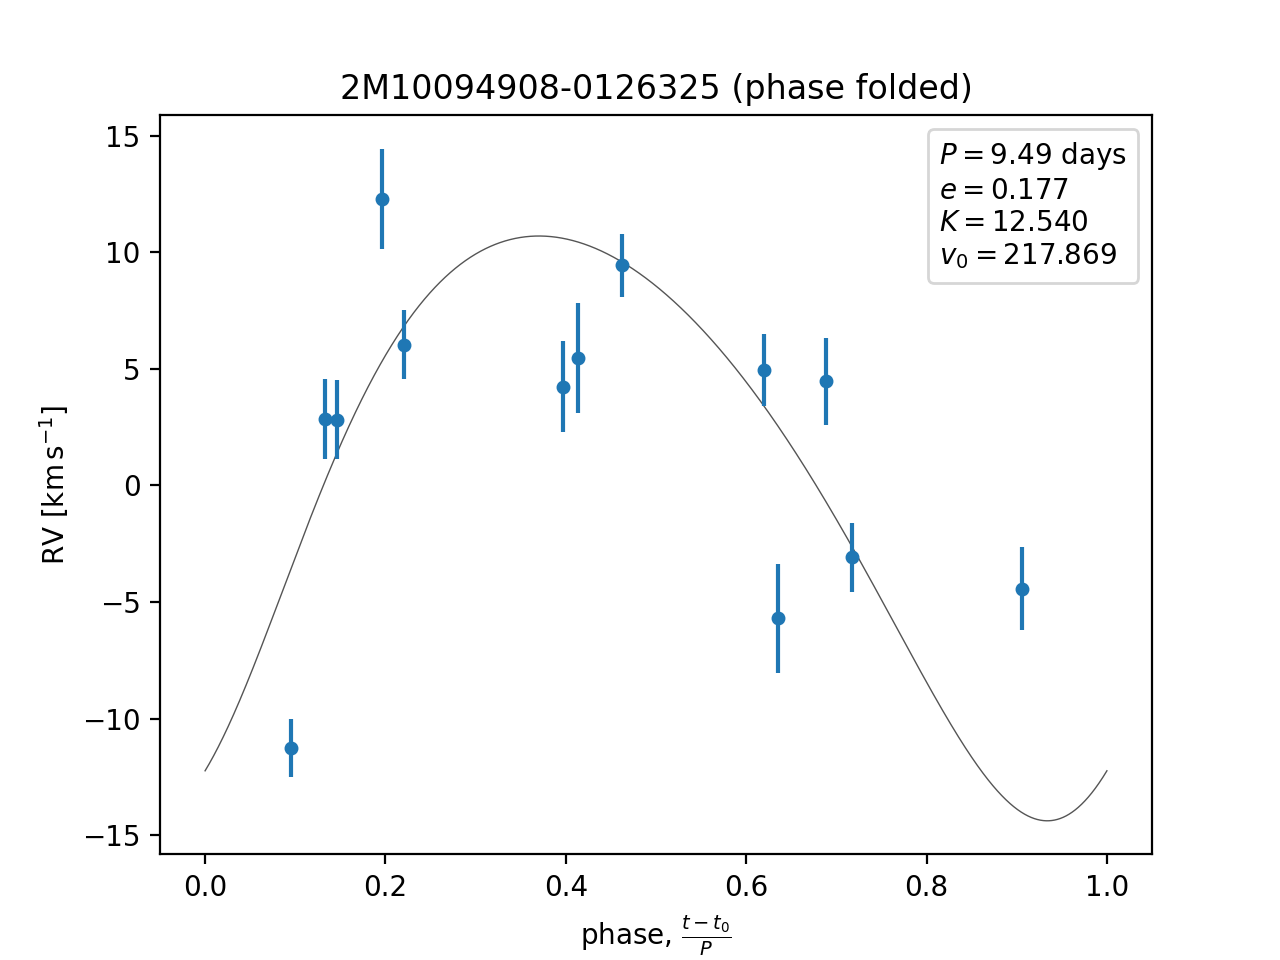 2M10094908-0126325 (phase folded)
P = 9.49 days
e = 0.177
K = 12.540
v₀ = 217.869
15
10
5
0
−5
−10
−15
RV [km s⁻¹]
0.0 0.2 0.4 0.6 0.8 1.0
phase, (t − t₀)/P